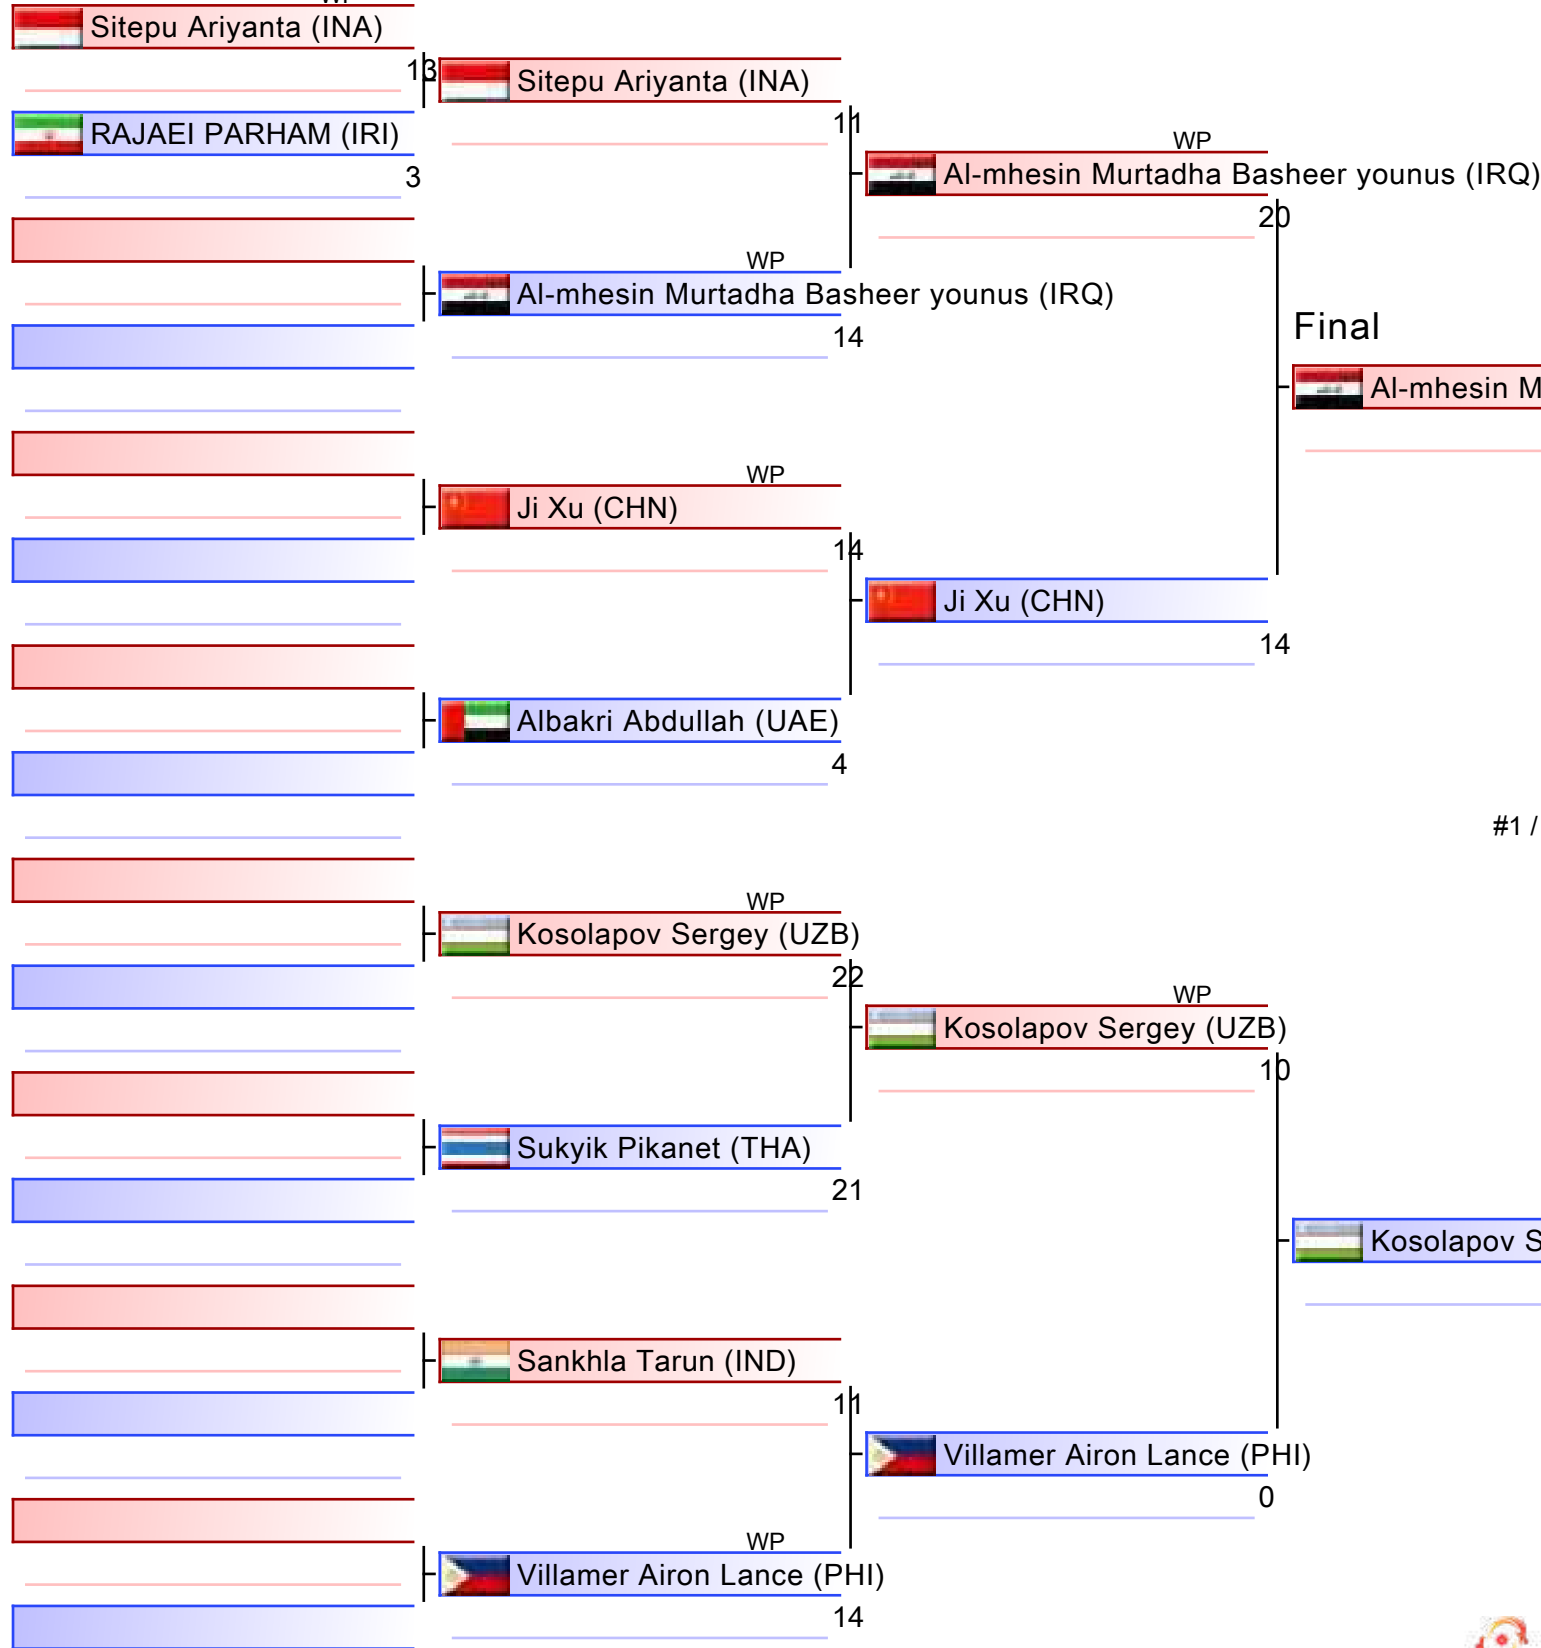 WP
Sitepu Ariyanta (INA)
13
RAJAEI PARHAM (IRI)
3
Sitepu Ariyanta (INA)
11
WP
Al-mhesin Murtadha Basheer younus (IRQ)
14
WP
Ji Xu (CHN)
14
Albakri Abdullah (UAE)
4
WP
Kosolapov Sergey (UZB)
22
Sukyik Pikanet (THA)
21
Sankhla Tarun (IND)
11
WP
Villamer Airon Lance (PHI)
14
WP
Al-mhesin Murtadha Basheer younus (IRQ)
20
Ji Xu (CHN)
14
WP
Kosolapov Sergey (UZB)
10
Villamer Airon Lance (PHI)
0
Final
Al-mhesin M
#1 /
Kosolapov S